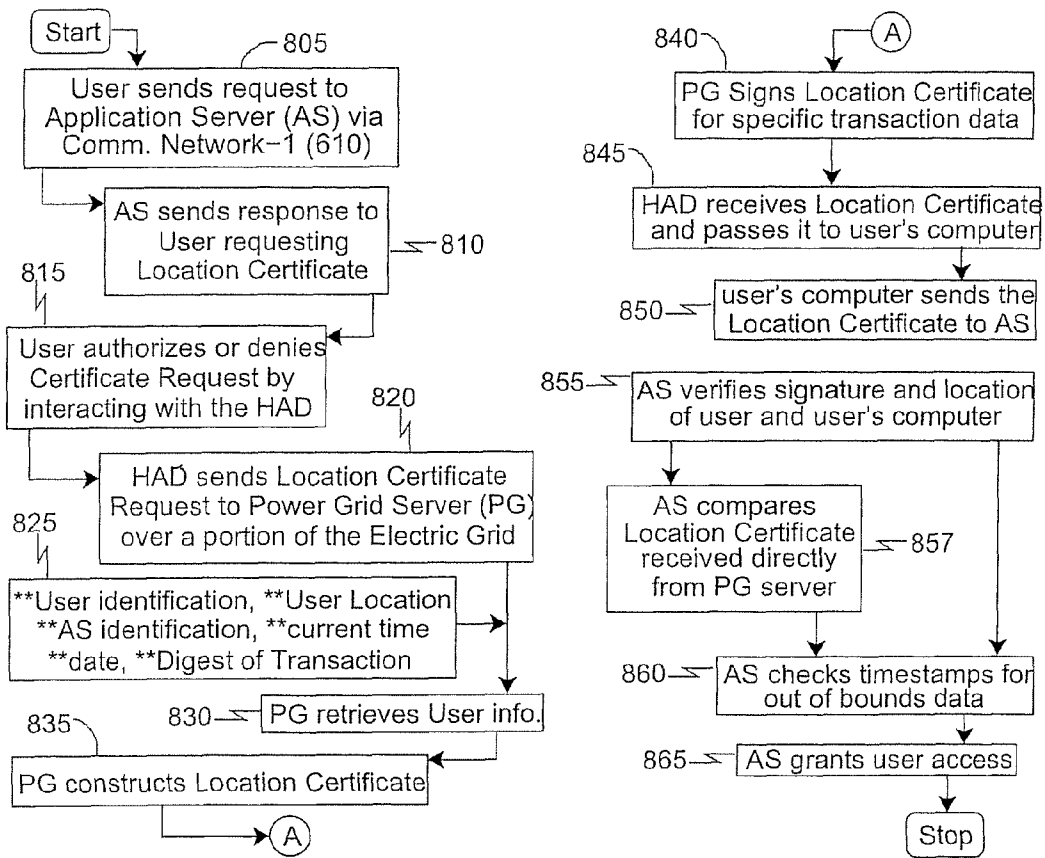 Start
805
User sends request to
Application Server (AS) via
Comm. Network-1 (610)
AS sends response to
User requesting
Location Certificate
810
815
User authorizes or denies
Certificate Request by
interacting with the HAD
820
HAD sends Location Certificate
Request to Power Grid Server (PG)
over a portion of the Electric Grid
825
**User identification, **User Location
**AS identification, **current time
**date, **Digest of Transaction
830
PG retrieves User info.
835
PG constructs Location Certificate
A
A
840
PG Signs Location Certificate
for specific transaction data
845
HAD receives Location Certificate
and passes it to user's computer
850
user's computer sends the
Location Certificate to AS
855
AS verifies signature and location
of user and user's computer
AS compares
Location Certificate
received directly
from PG server
857
860
AS checks timestamps for
out of bounds data
865
AS grants user access
Stop